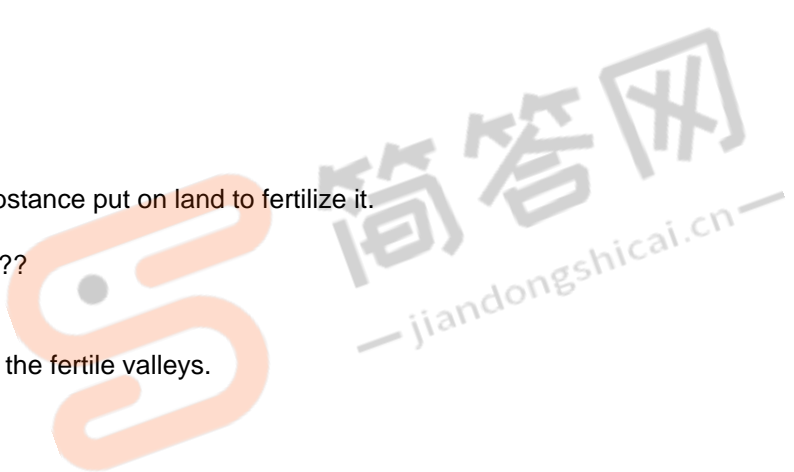 ostance put on land to fertilize it.
??
the fertile valleys.
简答网
jiandongshicai.cn